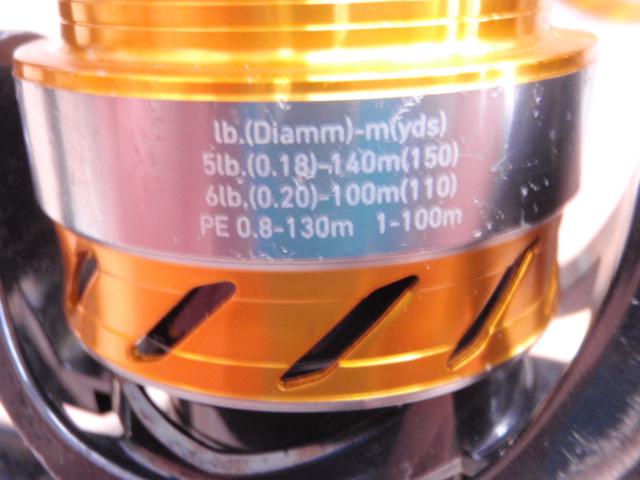 lb.(Diamm)-m(yds)
5lb.(0.18)-140m(150)
6lb.(0.20)-100m(110)
PE 0.8-130m 1-100m